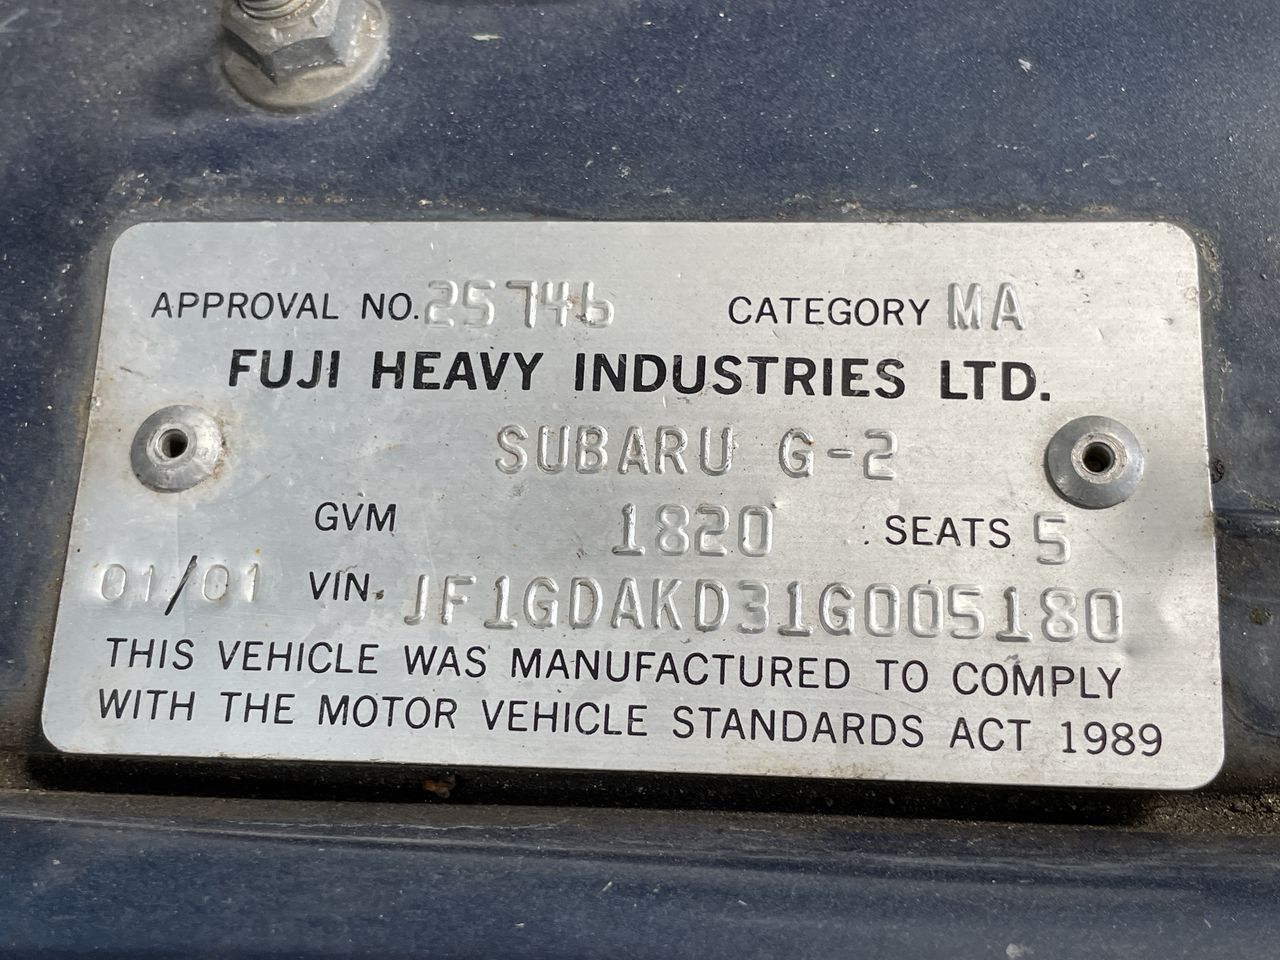 APPROVAL NO. 25746 CATEGORY MA
FUJI HEAVY INDUSTRIES LTD.
SUBARU G-2
GVM 1820 SEATS 5
01/01 VIN. JF1GDAKD31G005180
THIS VEHICLE WAS MANUFACTURED TO COMPLY
WITH THE MOTOR VEHICLE STANDARDS ACT 1989